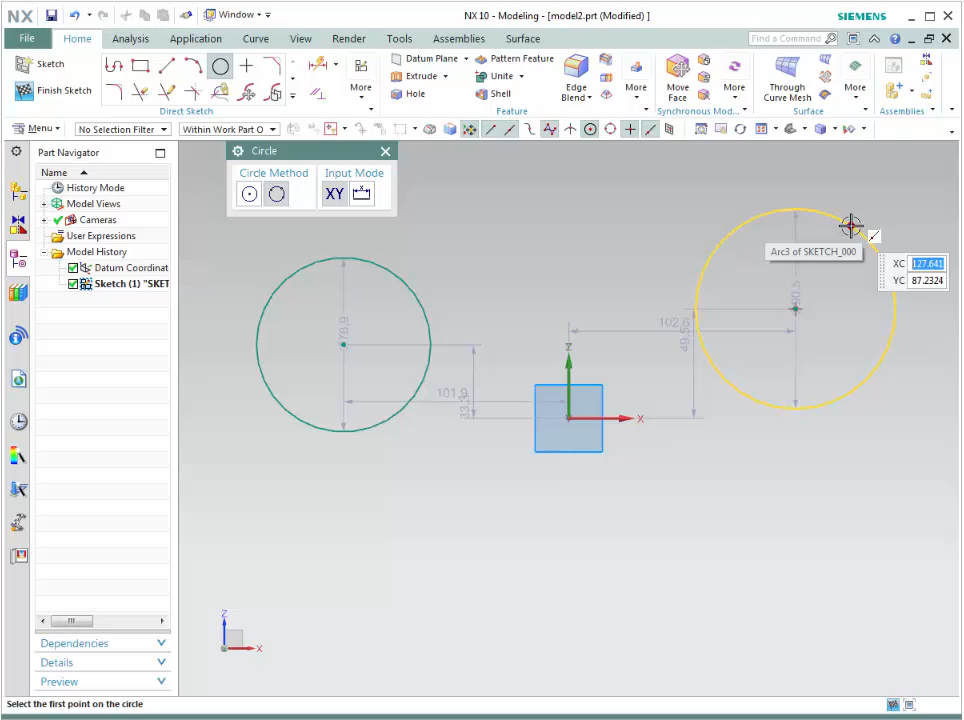 NX
Window
NX 10 - Modeling - [model2.prt (Modified) ]
SIEMENS
File
Home
Analysis
Application
Curve
View
Render
Tools
Assemblies
Surface
Find a Command
Sketch
Finish Sketch
More
Direct Sketch
Datum Plane
Extrude
Hole
Pattern Feature
Unite
Shell
Edge
Blend
More
Feature
Move
Face
More
Synchronous Mod...
Through
Curve Mesh
More
Surface
Assemblies
Menu
No Selection Filter
Within Work Part O
Part Navigator
Name
History Mode
Model Views
Cameras
User Expressions
Model History
Datum Coordinat
Sketch (1) "SKET
Dependencies
Details
Preview
Circle
Circle Method
Input Mode
XY
Arc3 of SKETCH_000
XC 127.641
YC 87.2324
78.9
101.9
33.3
102.5
49.5
90.5
Z
X
Z
X
Select the first point on the circle